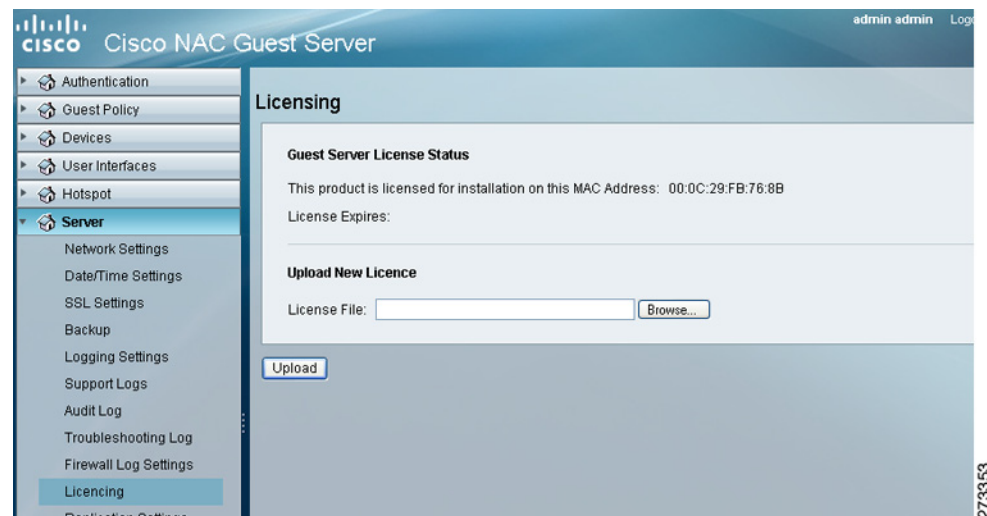 admin admin Log
CISCO Cisco NAC Guest Server
Authentication
Guest Policy
Devices
User Interfaces
Hotspot
Server
Network Settings
Date/Time Settings
SSL Settings
Backup
Logging Settings
Support Logs
Audit Log
Troubleshooting Log
Firewall Log Settings
Licencing
Replication Settings
Licensing
Guest Server License Status
This product is licensed for installation on this MAC Address: 00:0C:29:FB:76:8B
License Expires:
Upload New Licence
License File: Browse...
Upload
273353